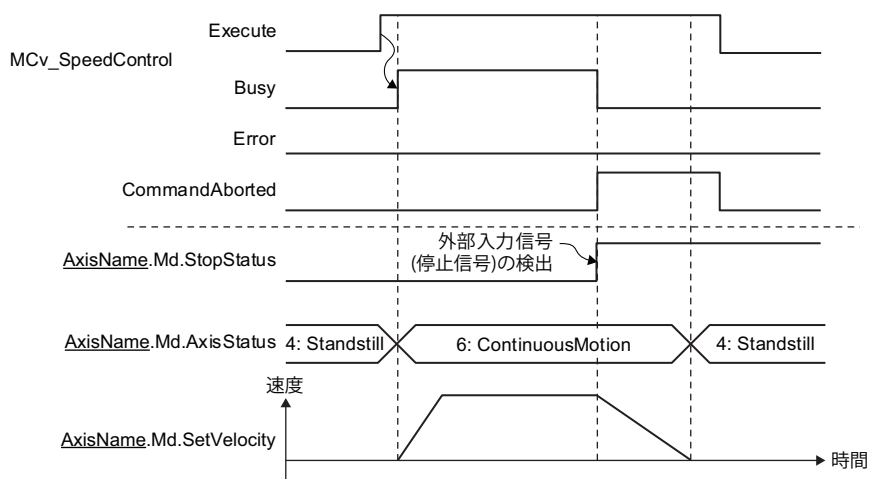 Execute
MCv_SpeedControl
Busy
Error
CommandAborted
外部入力信号
(停止信号)の検出
AxisName.Md.StopStatus
AxisName.Md.AxisStatus 4: Standstill 6: ContinuousMotion 4: Standstill
速度
AxisName.Md.SetVelocity
時間